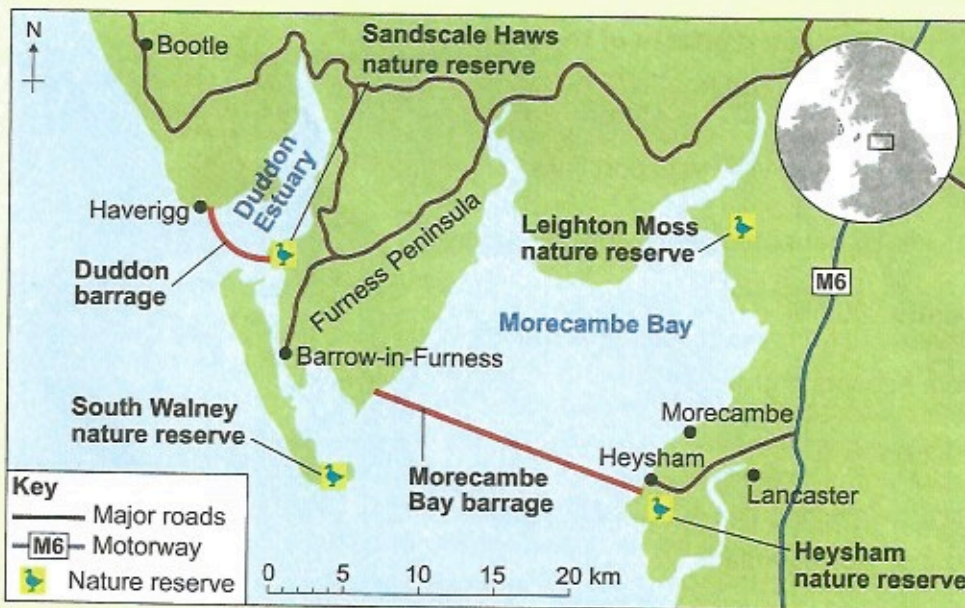 N
Bootle
Sandscale Haws
nature reserve
Duddon
Estuary
Haverigg
Duddon
barrage
Furness Peninsula
Leighton Moss
nature reserve
M6
Morecambe Bay
Barrow-in-Furness
South Walney
nature reserve
Morecambe
Heysham
Morecambe
Bay barrage
Lancaster
Heysham
nature reserve
Key
Major roads
M6 Motorway
Nature reserve
0 5 10 20 km